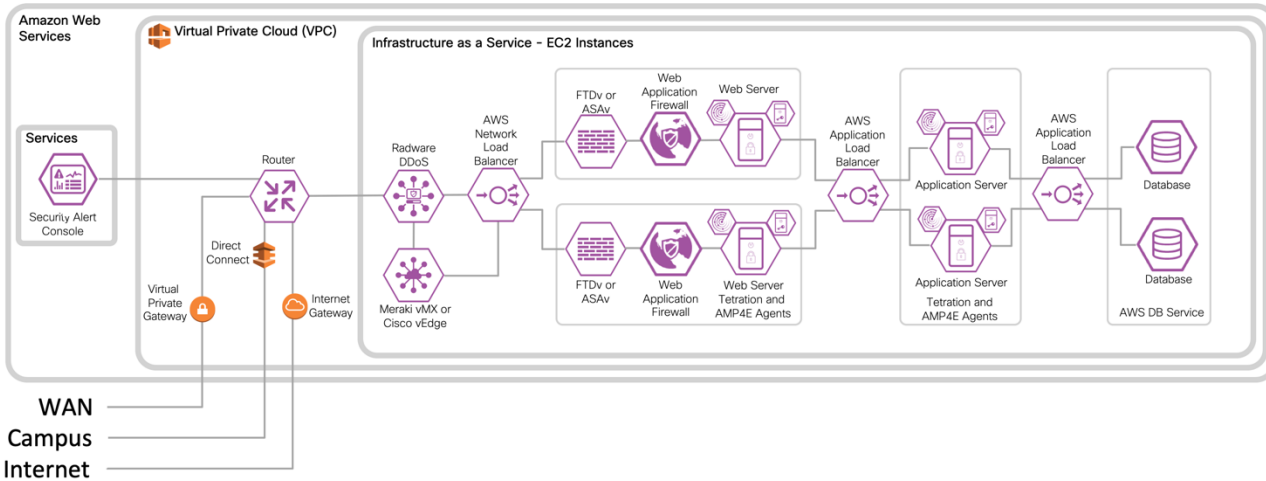 Amazon Web
Services
Virtual Private Cloud (VPC)
Infrastructure as a Service - EC2 Instances
Services
Security Alert
Console
Router
Direct
Connect
Virtual
Private
Gateway
Internet
Gateway
Radware
DDoS
Meraki vMX or
Cisco vEdge
AWS
Network
Load
Balancer
FTDv or
ASAv
Web
Application
Firewall
Web Server
FTDv or
ASAv
Web
Application
Firewall
Web Server
Tetration and
AMP4E Agents
AWS
Application
Load
Balancer
Application Server
Application Server
Tetration and
AMP4E Agents
AWS
Application
Load
Balancer
Database
Database
AWS DB Service
WAN
Campus
Internet